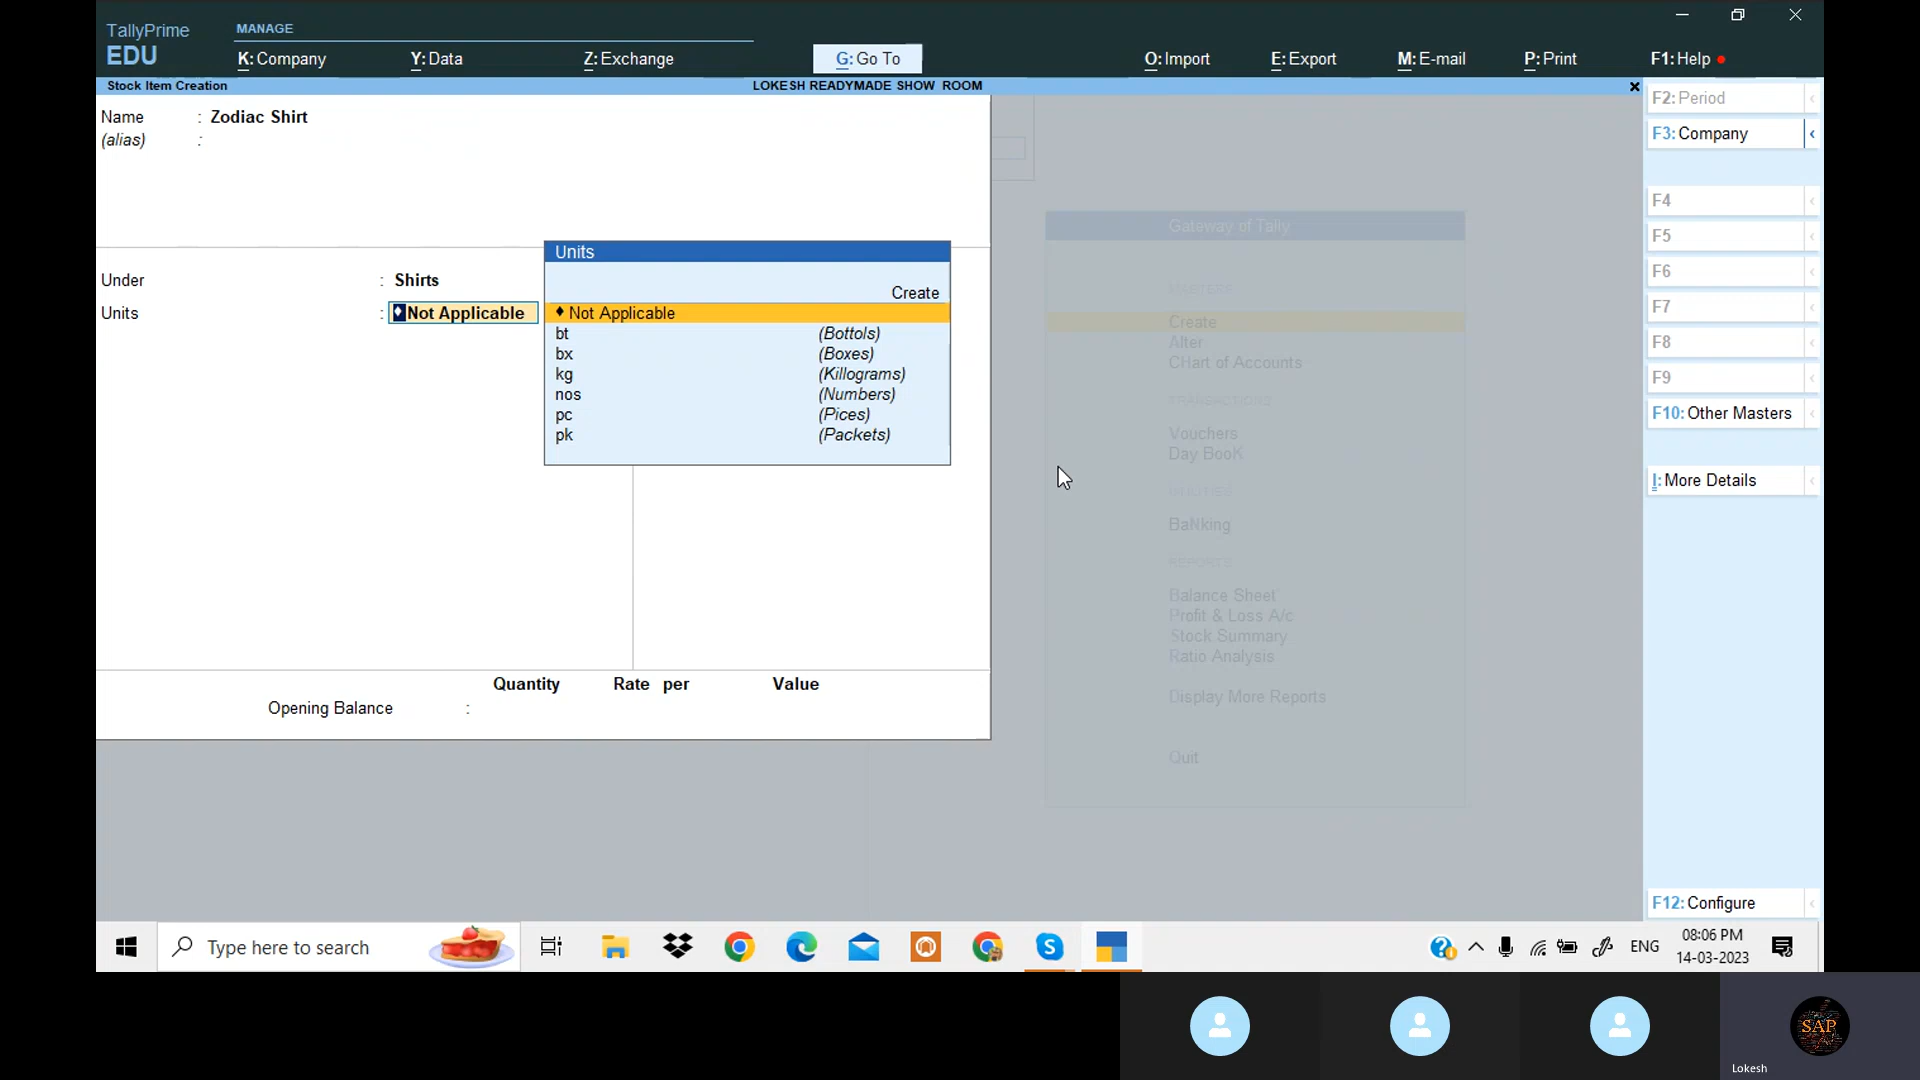 TallyPrime
EDU
MANAGE
K: Company
Y: Data
Z: Exchange
G: Go To
O: Import
E: Export
M: E-mail
P: Print
F1: Help
Stock Item Creation
LOKESH READYMADE SHOW ROOM
Name : Zodiac Shirt
(alias) :
Under : Shirts
Units : Not Applicable
Units
Create
Not Applicable
bt (Bottols)
bx (Boxes)
kg (Killograms)
nos (Numbers)
pc (Pices)
pk (Packets)
Quantity Rate per Value
Opening Balance :
Gateway of Tally
MASTERS
Create
Alter
CHart of Accounts
TRANSACTIONS
Vouchers
Day BooK
UTILITIES
BaNking
REPORTS
Balance Sheet
Profit & Loss A/c
Stock Summary
Ratio Analysis
Display More Reports
Quit
F2: Period
F3: Company
F4
F5
F6
F7
F8
F9
F10: Other Masters
I: More Details
F12: Configure
Type here to search
ENG
08:06 PM
14-03-2023
SAP
Lokesh